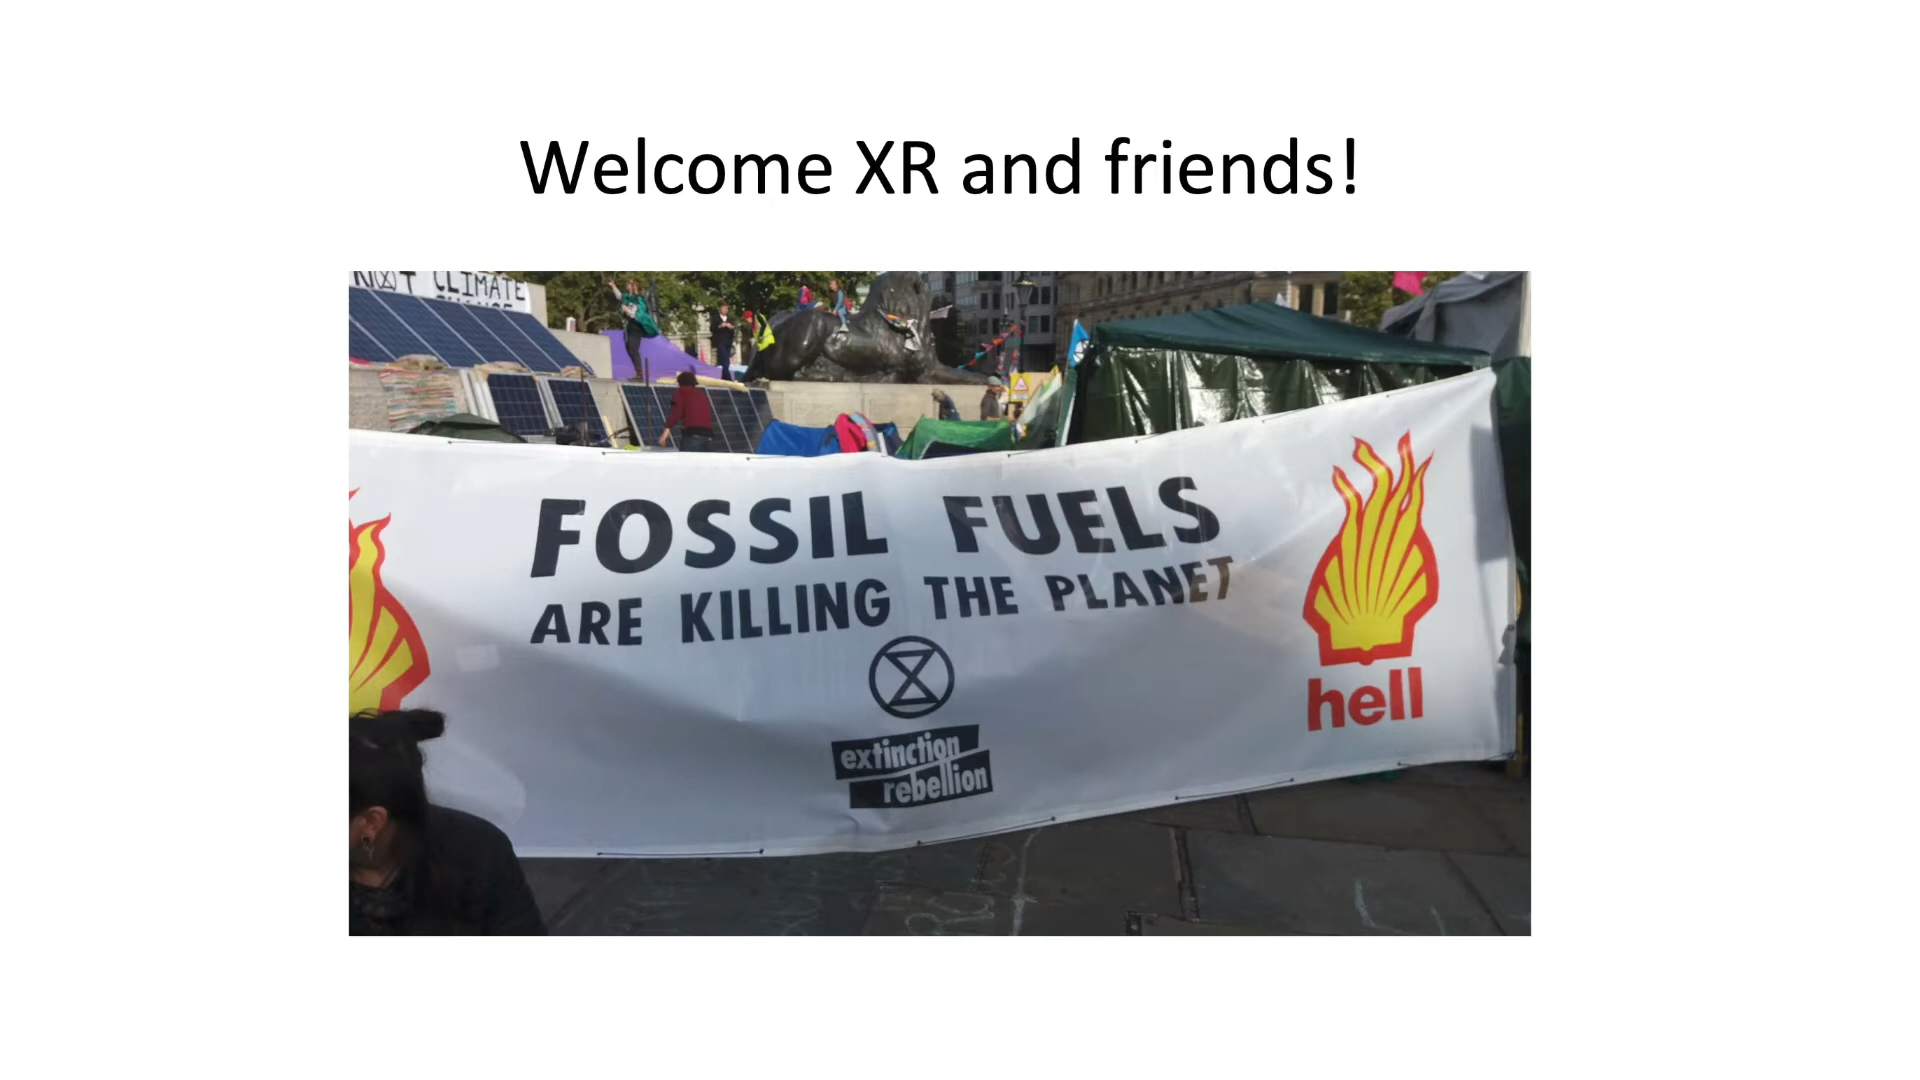 Welcome XR and friends!
CLIMATE
FOSSIL FUELS
ARE KILLING THE PLANET
hell
extinction
rebellion